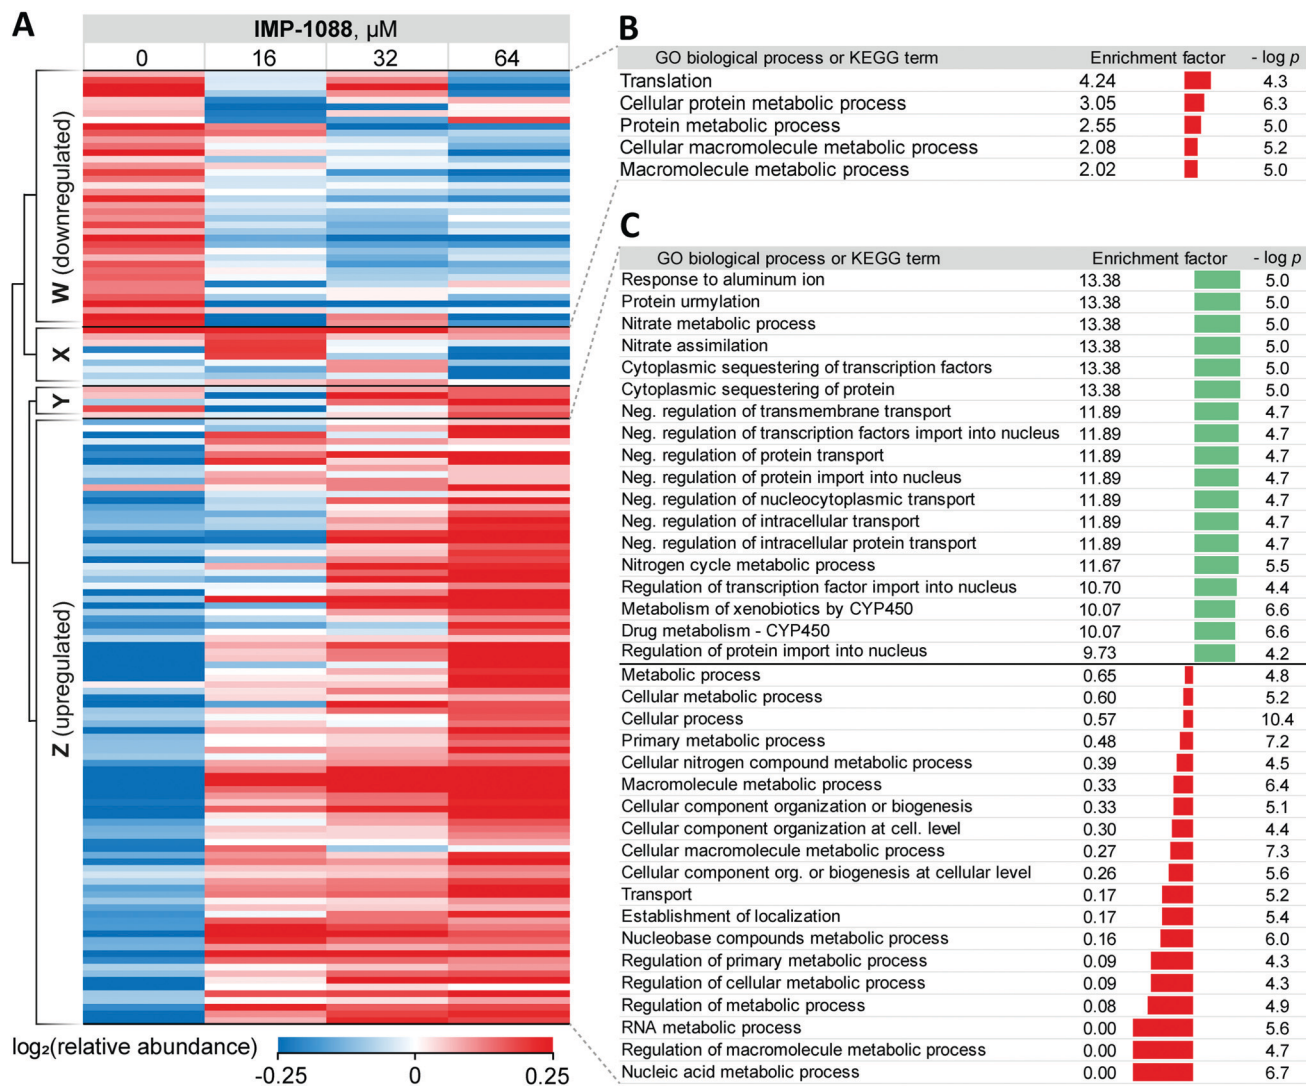 A
IMP-1088, µM
0 16 32 64
W (downregulated)
X
Y
Z (upregulated)
log₂(relative abundance)
-0.25 0 0.25
B
GO biological process or KEGG term Enrichment factor - log p
Translation 4.24 4.3
Cellular protein metabolic process 3.05 6.3
Protein metabolic process 2.55 5.0
Cellular macromolecule metabolic process 2.08 5.2
Macromolecule metabolic process 2.02 5.0
C
GO biological process or KEGG term Enrichment factor - log p
Response to aluminum ion 13.38 5.0
Protein urmylation 13.38 5.0
Nitrate metabolic process 13.38 5.0
Nitrate assimilation 13.38 5.0
Cytoplasmic sequestering of transcription factors 13.38 5.0
Cytoplasmic sequestering of protein 13.38 5.0
Neg. regulation of transmembrane transport 11.89 4.7
Neg. regulation of transcription factors import into nucleus 11.89 4.7
Neg. regulation of protein transport 11.89 4.7
Neg. regulation of protein import into nucleus 11.89 4.7
Neg. regulation of nucleocytoplasmic transport 11.89 4.7
Neg. regulation of intracellular transport 11.89 4.7
Neg. regulation of intracellular protein transport 11.89 4.7
Nitrogen cycle metabolic process 11.67 5.5
Regulation of transcription factor import into nucleus 10.70 4.4
Metabolism of xenobiotics by CYP450 10.07 6.6
Drug metabolism - CYP450 10.07 6.6
Regulation of protein import into nucleus 9.73 4.2
Metabolic process 0.65 4.8
Cellular metabolic process 0.60 5.2
Cellular process 0.57 10.4
Primary metabolic process 0.48 7.2
Cellular nitrogen compound metabolic process 0.39 4.5
Macromolecule metabolic process 0.33 6.4
Cellular component organization or biogenesis 0.33 5.1
Cellular component organization at cell. level 0.30 4.4
Cellular macromolecule metabolic process 0.27 7.3
Cellular component org. or biogenesis at cellular level 0.26 5.6
Transport 0.17 5.2
Establishment of localization 0.17 5.4
Nucleobase compounds metabolic process 0.16 6.0
Regulation of primary metabolic process 0.09 4.3
Regulation of cellular metabolic process 0.09 4.3
Regulation of metabolic process 0.08 4.9
RNA metabolic process 0.00 5.6
Regulation of macromolecule metabolic process 0.00 4.7
Nucleic acid metabolic process 0.00 6.7